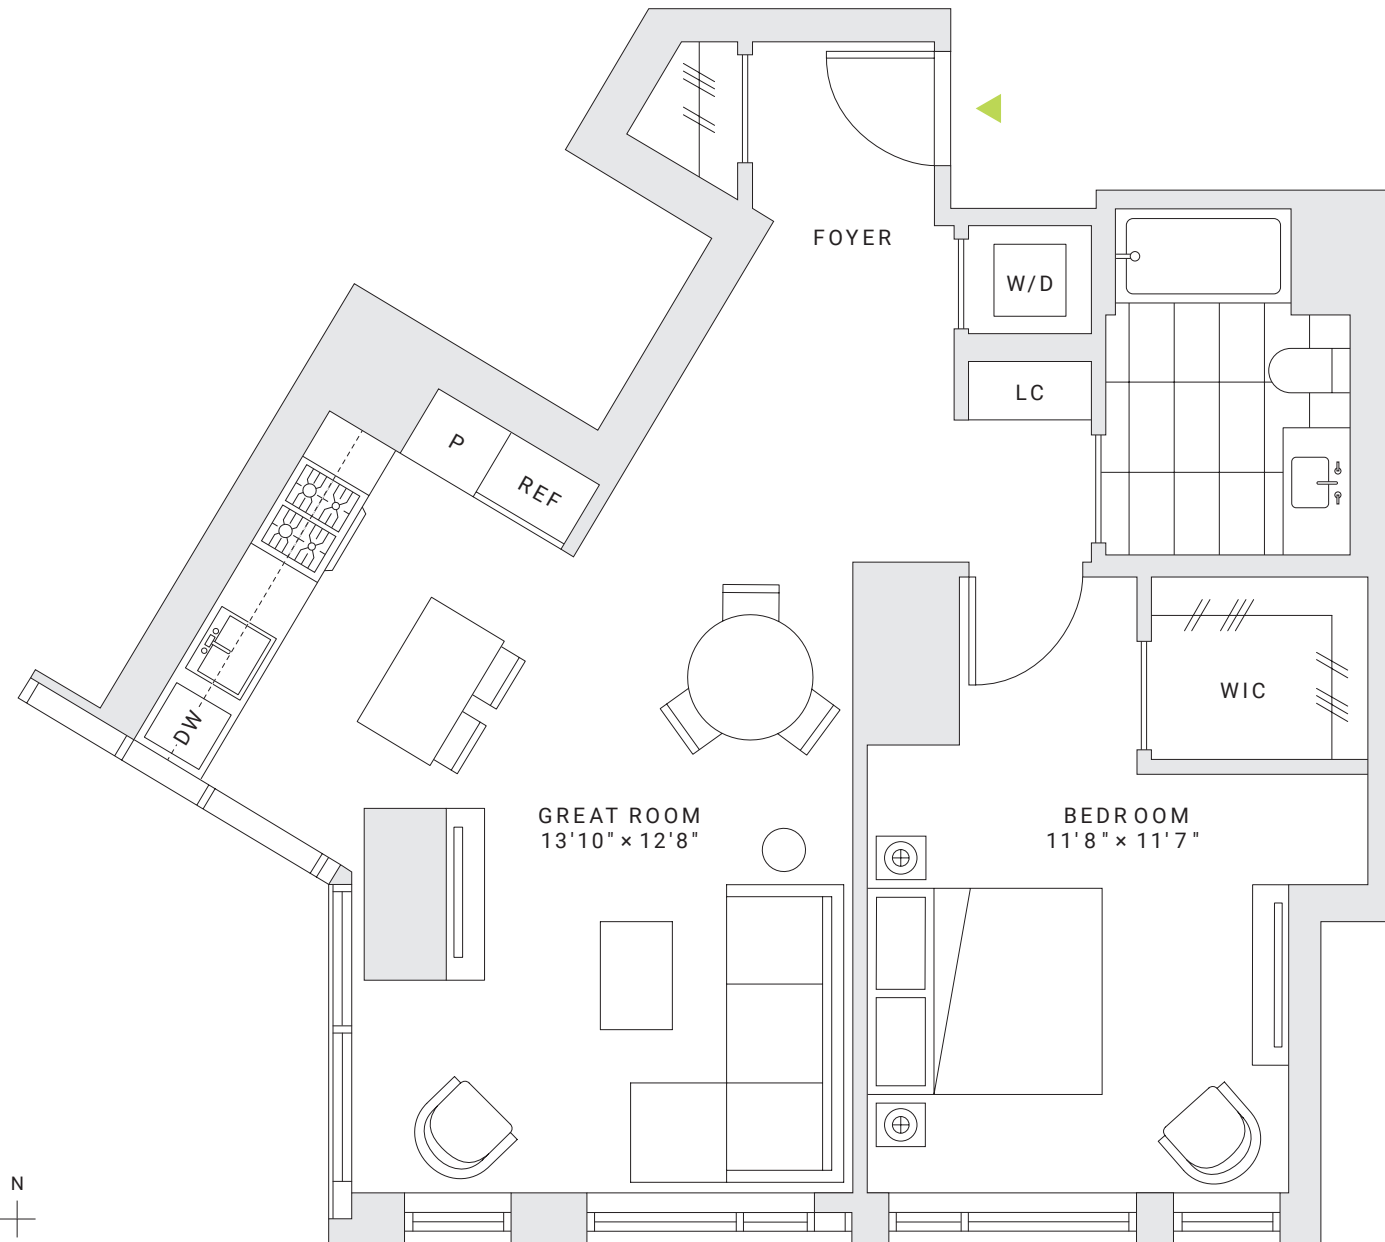 FOYER
W/D
LC
P
REF
DW
WIC
GREAT ROOM
13'10" × 12'8"
BEDROOM
11'8" × 11'7"
N